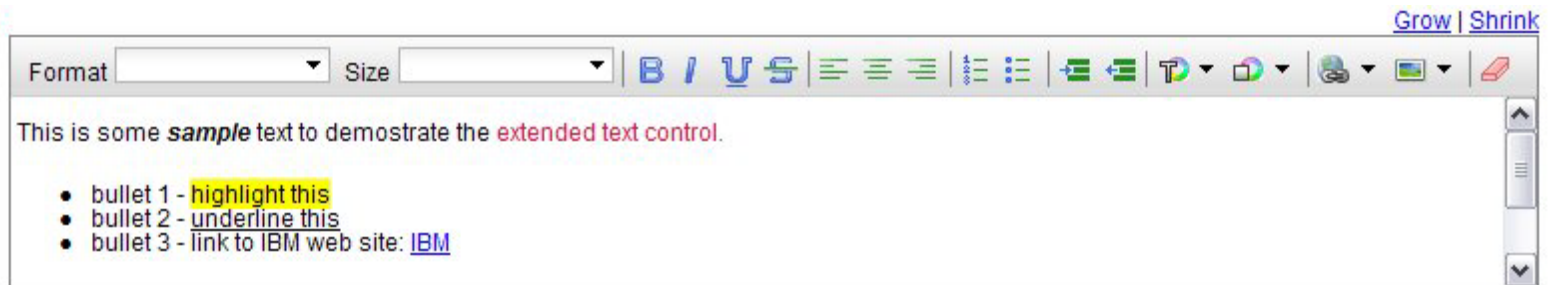 Grow | Shrink
Format Size B I U S
This is some sample text to demostrate the extended text control.
• bullet 1 - highlight this
• bullet 2 - underline this
• bullet 3 - link to IBM web site: IBM